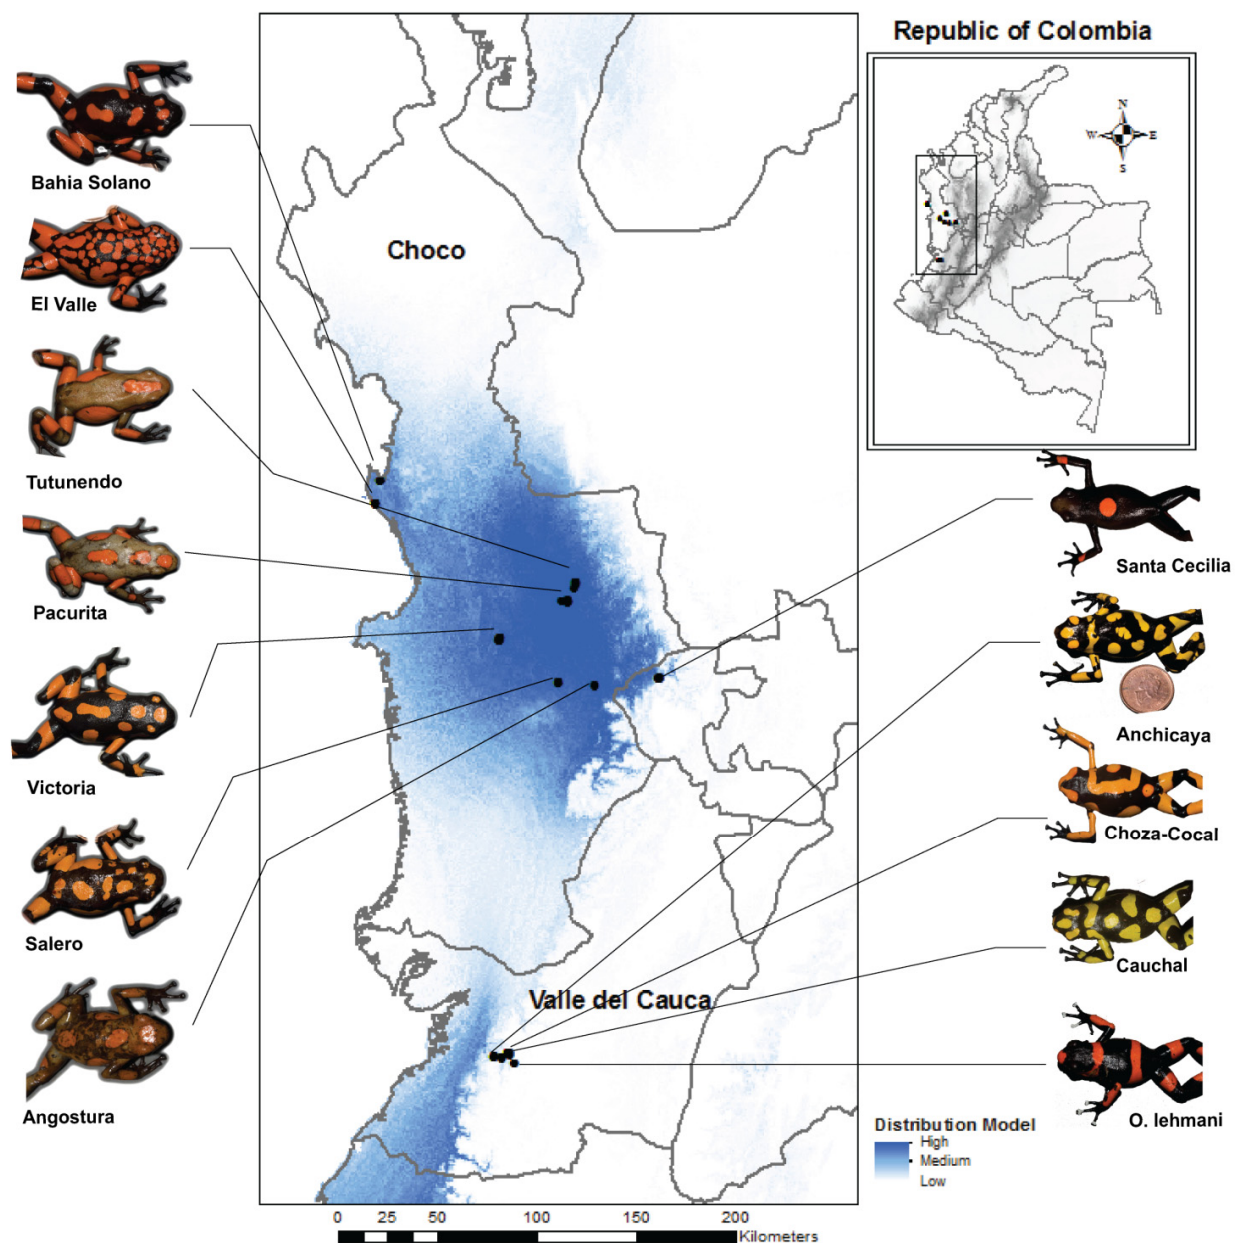 Republic of Colombia
N
W
E
S
Choco
Bahia Solano
El Valle
Tutunendo
Pacurita
Victoria
Salero
Angostura
Santa Cecilia
Anchicaya
Choza-Cocal
Cauchal
O. lehmani
Valle del Cauca
Distribution Model
High
Medium
Low
0 25 50 100 150 200
Kilometers